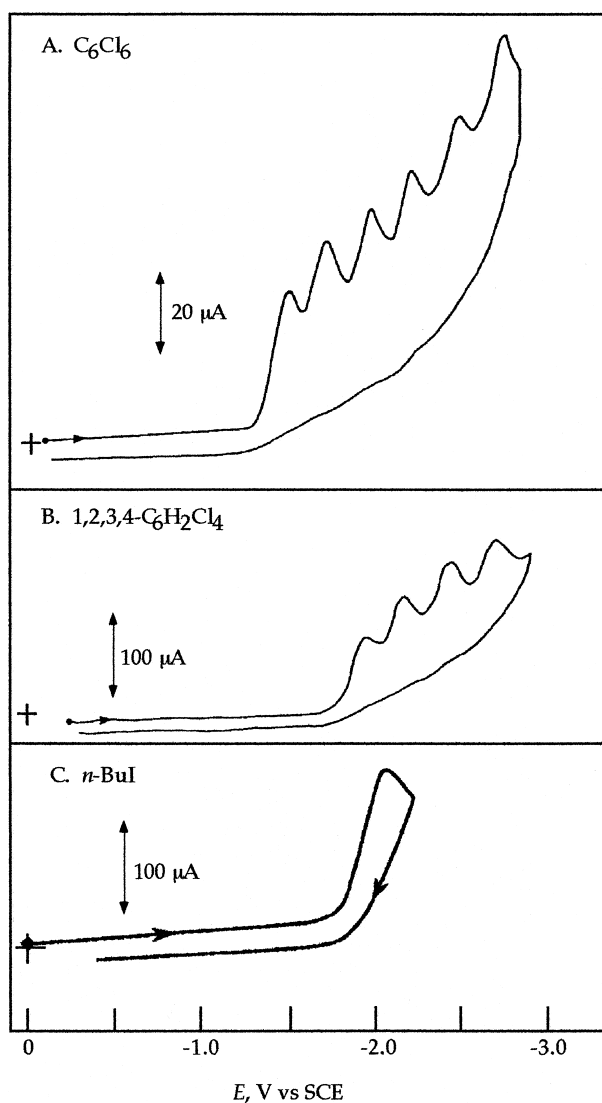 A. C₆Cl₆
20 µA
B. 1,2,3,4-C₆H₂Cl₄
100 µA
C. n-BuI
100 µA
0 -1.0 -2.0 -3.0
E, V vs SCE